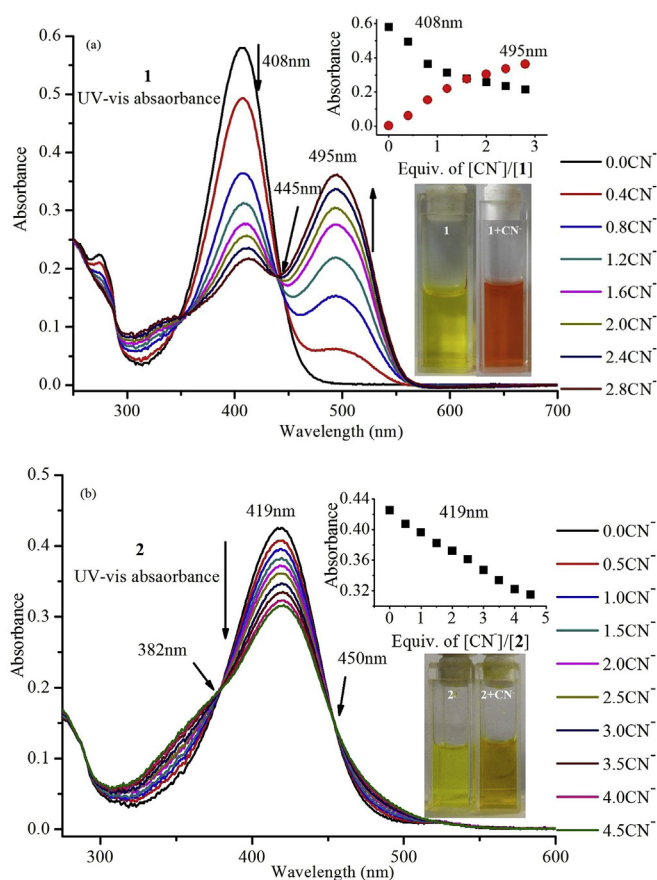 (a)
1
UV-vis absaorbance
408nm
445nm
495nm
Absorbance
0.6
0.5
0.4
0.3
0.2
0.1
0.0
250 300 350 400 450 500 550 600 700
Wavelength (nm)
408nm
495nm
Absorbance
0.6
0.4
0.2
0.0
0 1 2 3
Equiv. of [CN⁻]/[1]
1
1+CN⁻
0.0CN⁻
0.4CN⁻
0.8CN⁻
1.2CN⁻
1.6CN⁻
2.0CN⁻
2.4CN⁻
2.8CN⁻
(b)
2
UV-vis absaorbance
419nm
382nm
450nm
Absorbance
0.5
0.4
0.3
0.2
0.1
0.0
300 350 400 450 500 550 600
Wavelength (nm)
419nm
Absorbance
0.44
0.40
0.36
0.32
0 1 2 3 4 5
Equiv. of [CN⁻]/[2]
2
2+CN
0.0CN⁻
0.5CN⁻
1.0CN⁻
1.5CN⁻
2.0CN⁻
2.5CN⁻
3.0CN⁻
3.5CN⁻
4.0CN⁻
4.5CN⁻